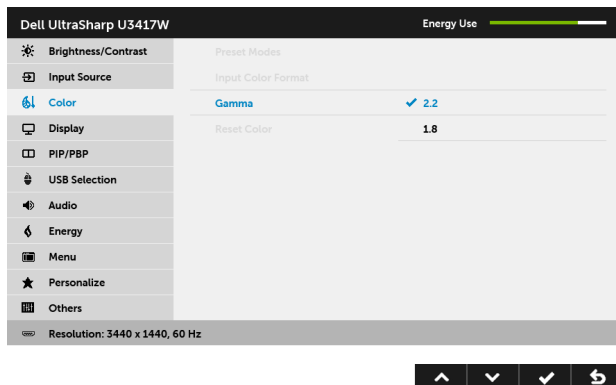 Dell UltraSharp U3417W
Energy Use
Brightness/Contrast
Preset Modes
Input Source
Input Color Format
Color
Gamma
2.2
Display
Reset Color
1.8
PIP/PBP
USB Selection
Audio
Energy
Menu
Personalize
Others
Resolution: 3440 x 1440, 60 Hz